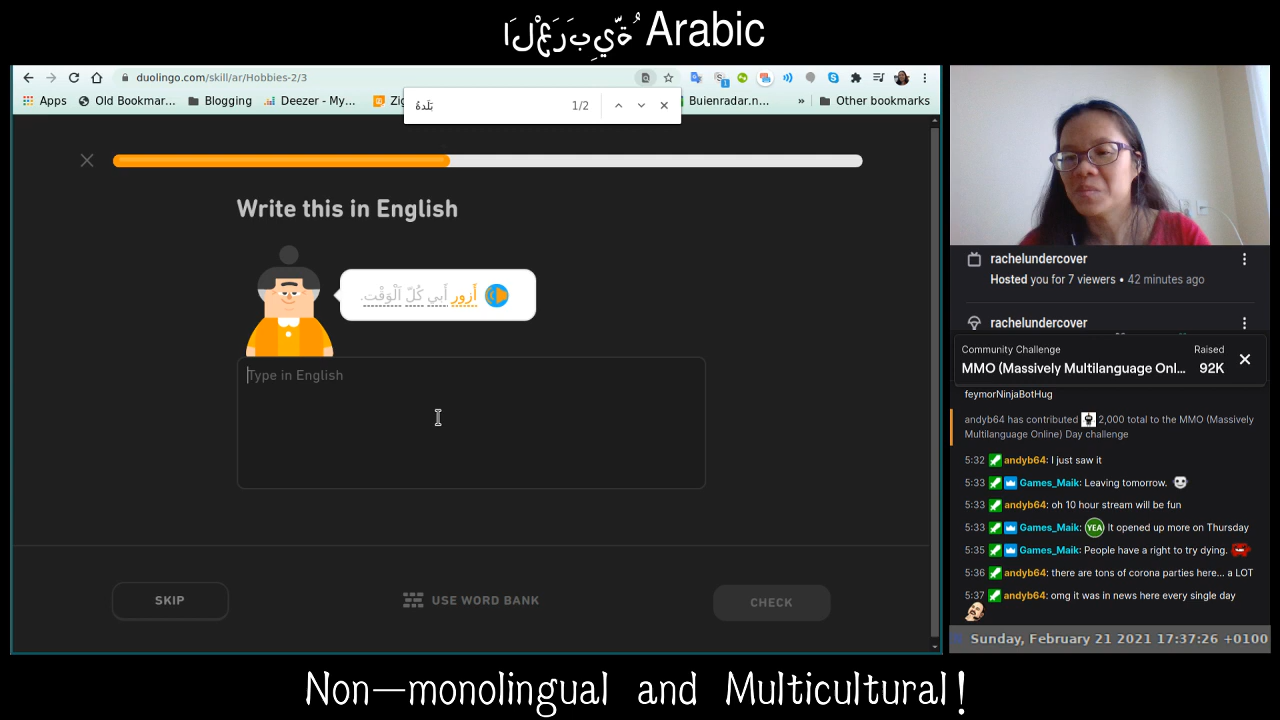 اَلْعَرَبِيّةُ Arabic
duolingo.com/skill/ar/Hobbies-2/3
Apps Old Bookmar... Blogging Deezer - My... Zig
بَلَدهُ 1/2
Buienradar.n... » Other bookmarks
Write this in English
أَزور أَبي كُلّ اَلْوَقْت.
Type in English
SKIP
USE WORD BANK
CHECK
rachelundercover
Hosted you for 7 viewers • 42 minutes ago
rachelundercover
Community Challenge Raised
MMO (Massively Multilanguage Onl... 92K
feymorNinjaBotHug
andyb64 has contributed 2,000 total to the MMO (Massively
Multilanguage Online) Day challenge
5:32 andyb64: I just saw it
5:33 Games_Maik: Leaving tomorrow.
5:33 andyb64: oh 10 hour stream will be fun
5:33 Games_Maik: YEA It opened up more on Thursday
5:35 Games_Maik: People have a right to try dying.
5:36 andyb64: there are tons of corona parties here... a LOT
5:37 andyb64: omg it was in news here every single day
Sunday, February 21 2021 17:37:26 +0100
Non-monolingual and Multicultural!